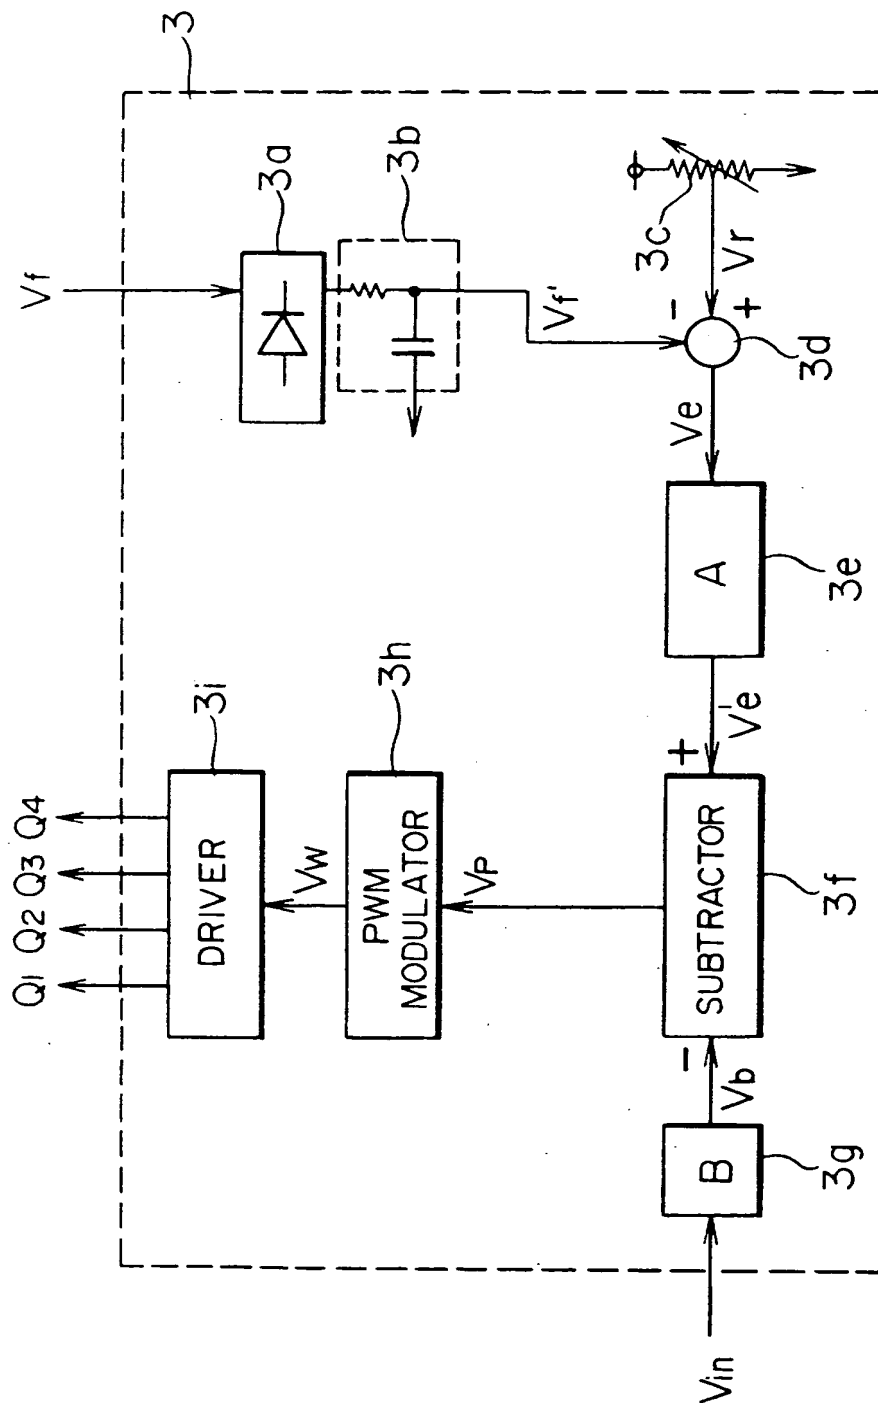 3
Vf
3a
3b
Vf'
3c
Vr
-
+
3d
Ve
A
3e
V'e
+
SUBTRACTOR
3f
-
Vb
B
3g
Vin
VP
PWM
MODULATOR
3h
VW
DRIVER
3i
Q1 Q2 Q3 Q4